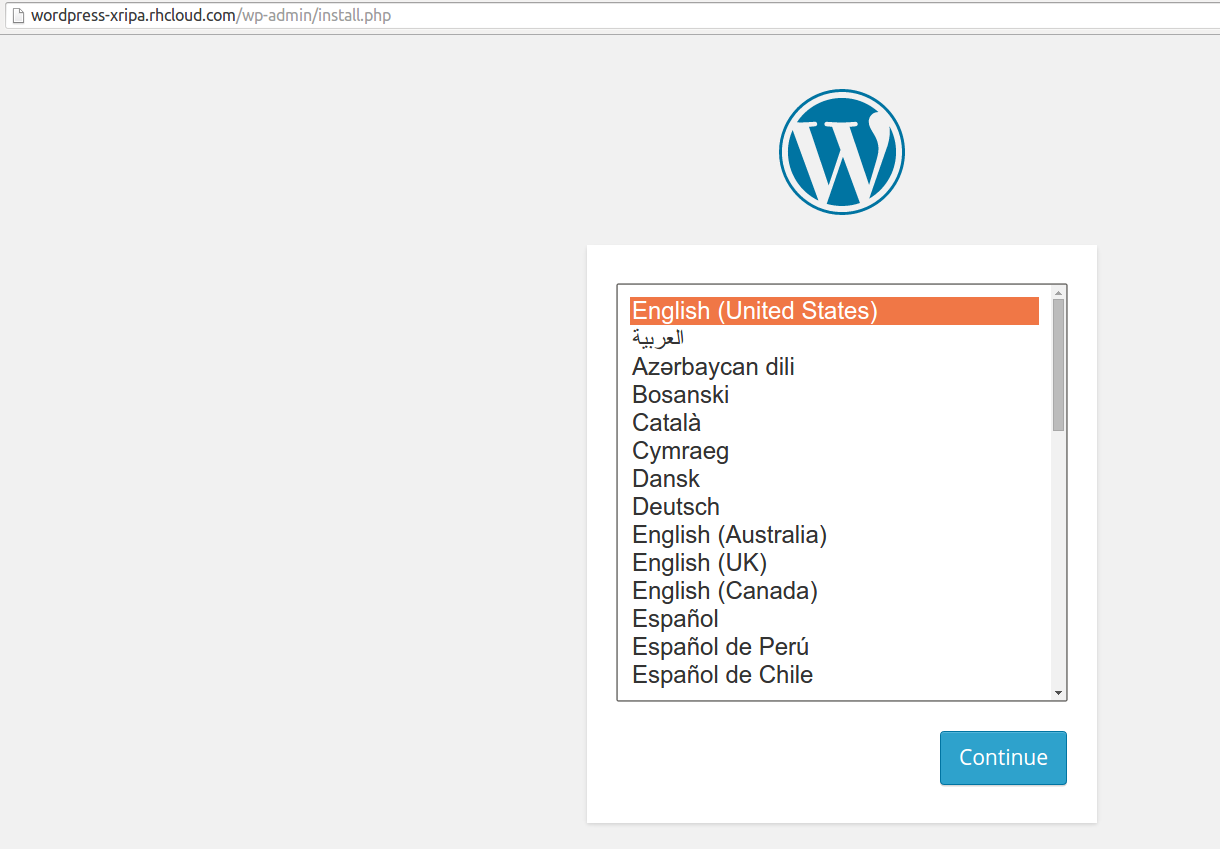 wordpress-xripa.rhcloud.com/wp-admin/install.php
W
English (United States)
العربية
Azərbaycan dili
Bosanski
Català
Cymraeg
Dansk
Deutsch
English (Australia)
English (UK)
English (Canada)
Español
Español de Perú
Español de Chile
Continue